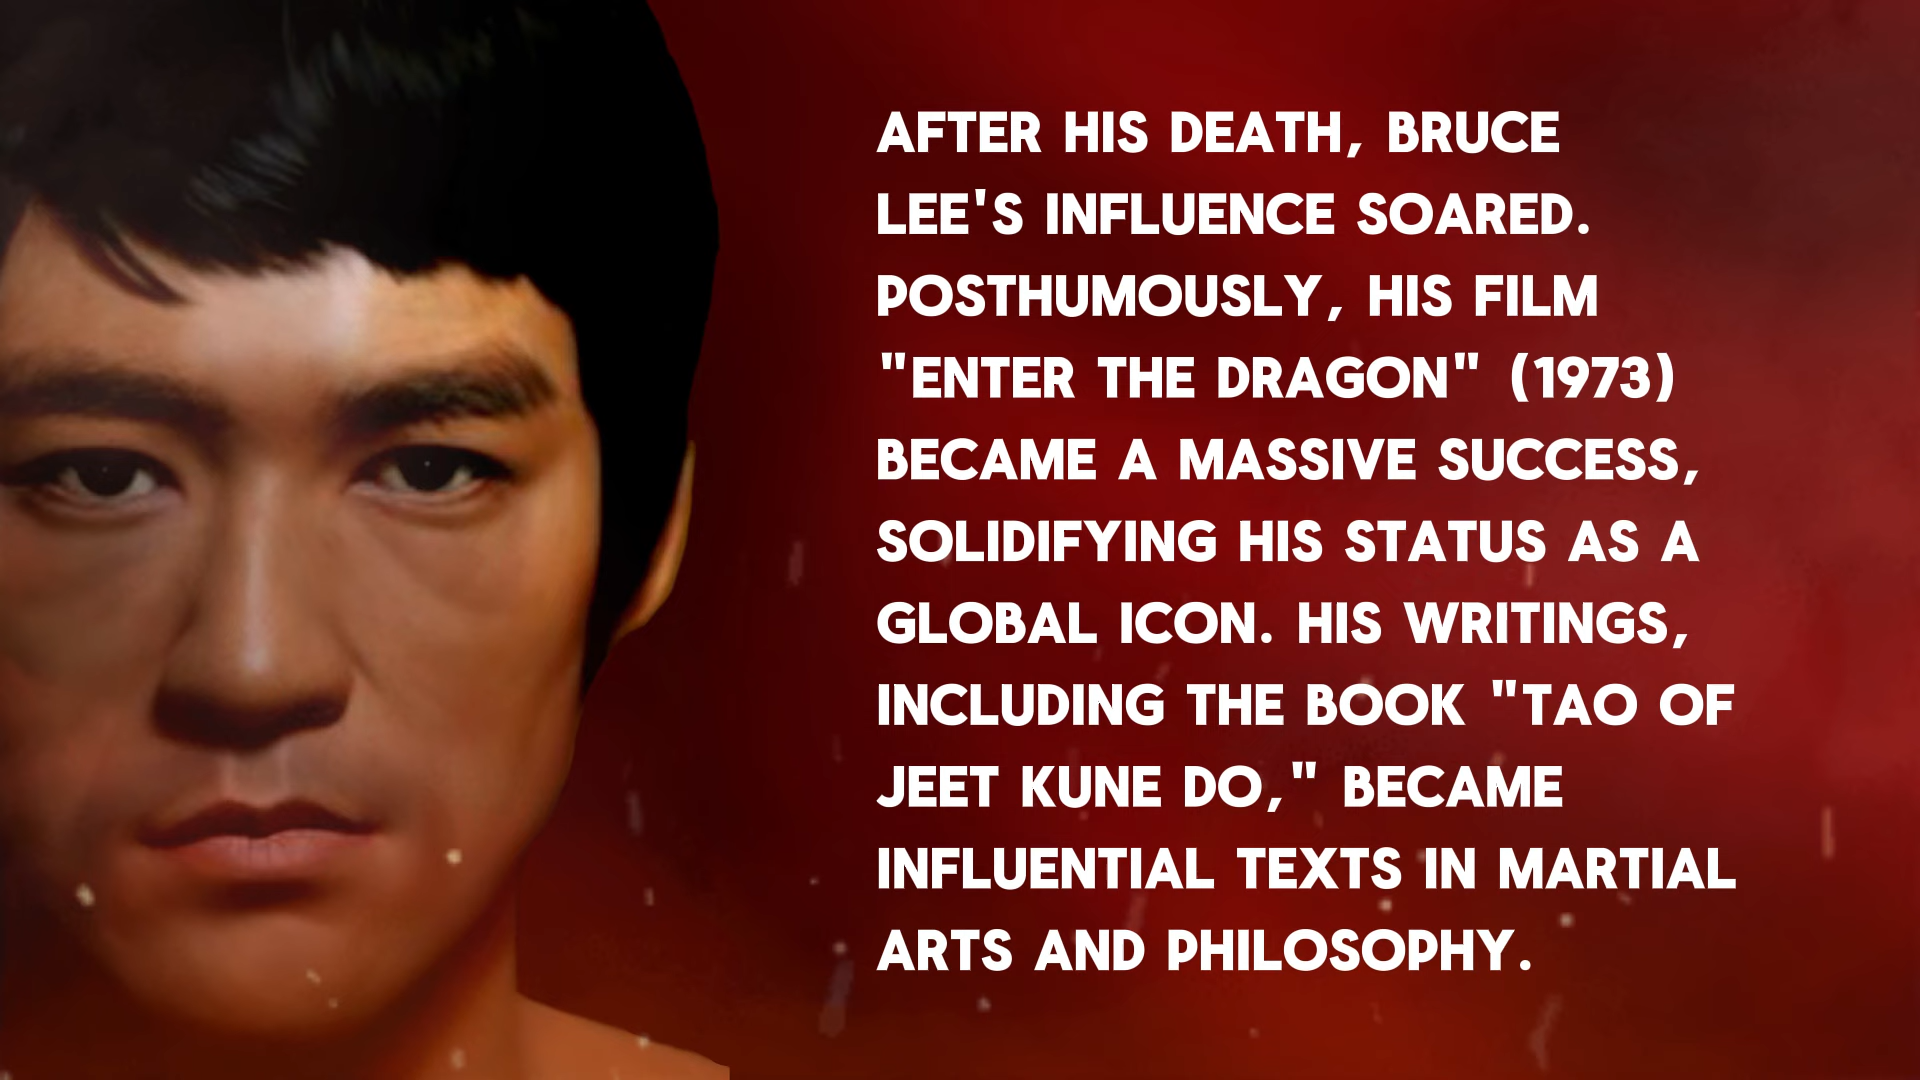 AFTER HIS DEATH, BRUCE
LEE'S INFLUENCE SOARED.
POSTHUMOUSLY, HIS FILM
"ENTER THE DRAGON" (1973)
BECAME A MASSIVE SUCCESS,
SOLIDIFYING HIS STATUS AS A
GLOBAL ICON. HIS WRITINGS,
INCLUDING THE BOOK "TAO OF
JEET KUNE DO," BECAME
INFLUENTIAL TEXTS IN MARTIAL
ARTS AND PHILOSOPHY.